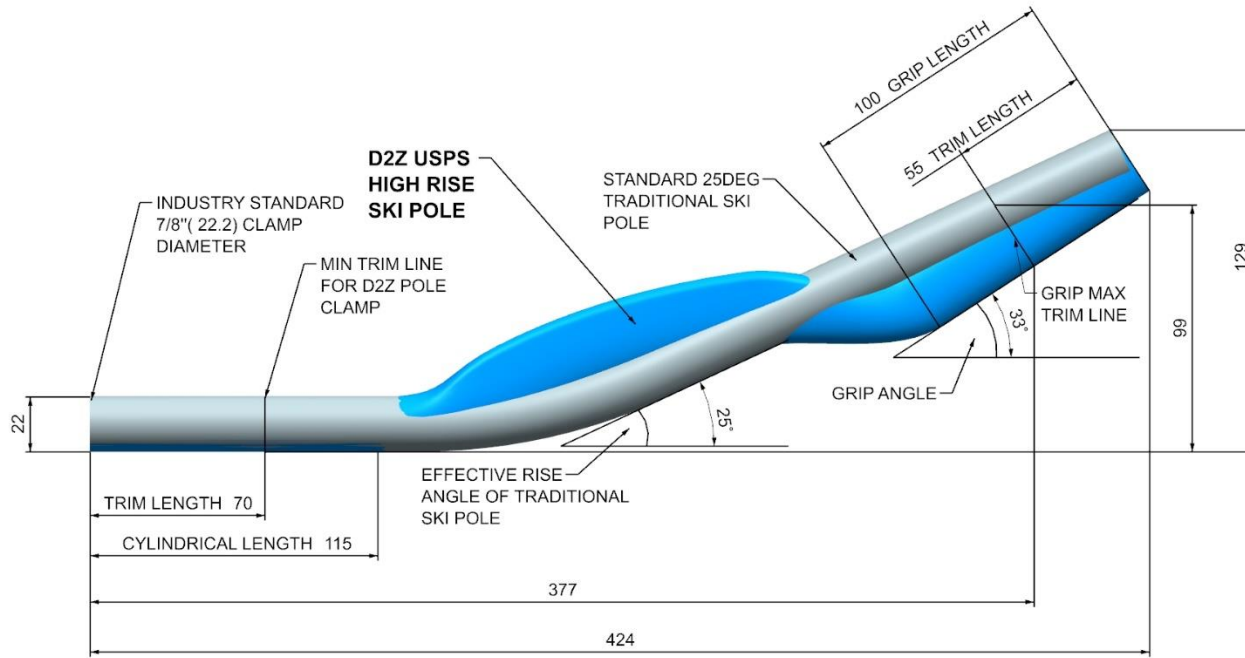 100 GRIP LENGTH
55 TRIM LENGTH
D2Z USPS
HIGH RISE
SKI POLE
STANDARD 25DEG
TRADITIONAL SKI
POLE
INDUSTRY STANDARD
7/8"( 22.2) CLAMP
DIAMETER
MIN TRIM LINE
FOR D2Z POLE
CLAMP
129
99
GRIP MAX
TRIM LINE
33°
GRIP ANGLE
22
25°
EFFECTIVE RISE
ANGLE OF TRADITIONAL
SKI POLE
TRIM LENGTH 70
CYLINDRICAL LENGTH 115
377
424